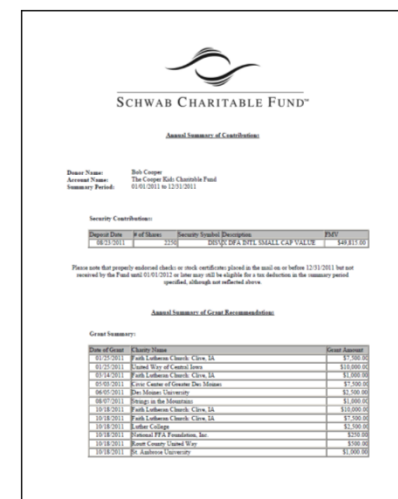 SCHWAB CHARITABLE FUND™
Annual Summary of Contributions
Donor Name: Bob Cooper
Account Name: The Cooper Kids Charitable Fund
Summary Period: 01/01/2011 to 12/31/2011
Security Contributions:
Deposit Date # of Shares Security Symbol Description FMV
08/23/2011 2250 DISVX DFA INTL SMALL CAP VALUE $49,815.00
Please note that properly endorsed checks or stock certificates placed in the mail on or before 12/31/2011 but not
received by the Fund until 01/01/2012 or later may still be eligible for a tax deduction in the summary period
specified, although not reflected above.
Annual Summary of Grant Recommendations
Grant Summary:
Date of Grant Charity Name Grant Amount
01/25/2011 Faith Lutheran Church: Clive, IA $7,500.00
01/25/2011 United Way of Central Iowa $10,000.00
03/14/2011 Faith Lutheran Church: Clive, IA $1,000.00
05/03/2011 Civic Center of Greater Des Moines $7,500.00
06/05/2011 Des Moines University $2,500.00
08/07/2011 Strings in the Mountains $1,000.00
10/18/2011 Faith Lutheran Church: Clive, IA $10,000.00
10/18/2011 Faith Lutheran Church: Clive, IA $7,500.00
10/18/2011 Luther College $2,500.00
10/18/2011 National FFA Foundation, Inc. $250.00
10/18/2011 Routt County United Way $500.00
10/18/2011 St. Ambrose University $1,000.00